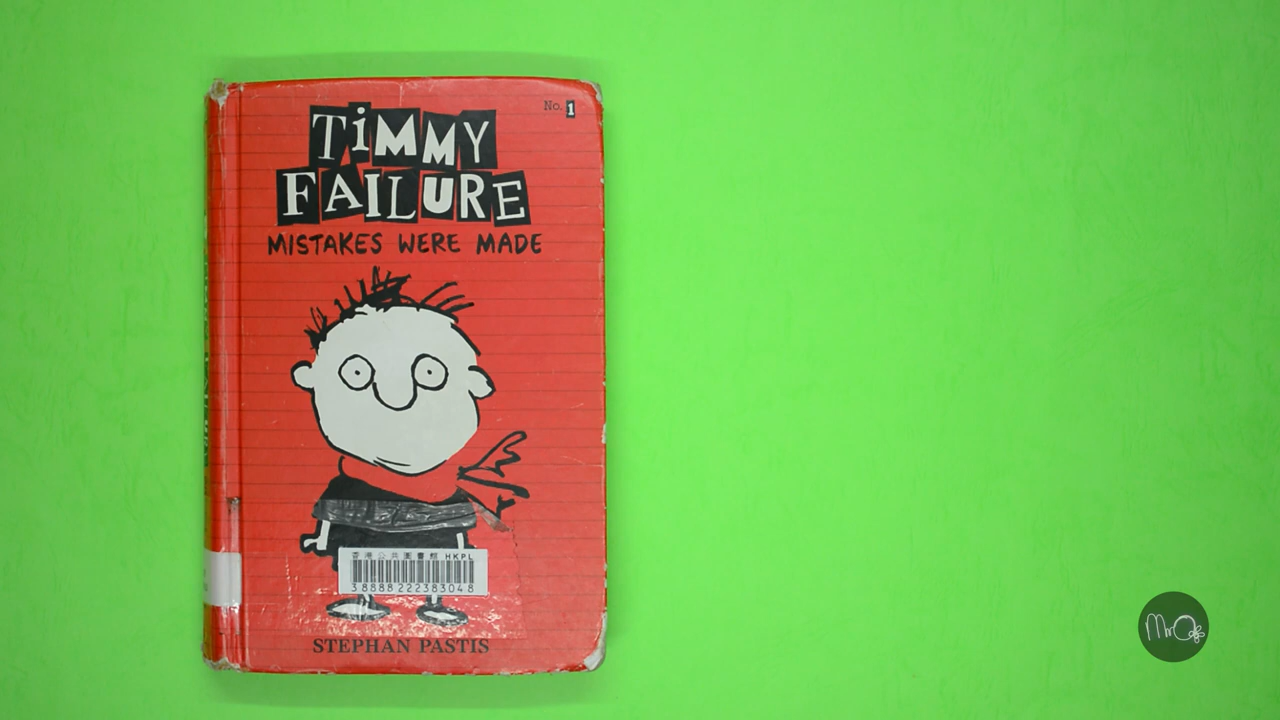 No. 1
TiMMY
FAILURE
MISTAKES WERE MADE
香港公共圖書館 HKPL
38888222383048
STEPHAN PASTIS